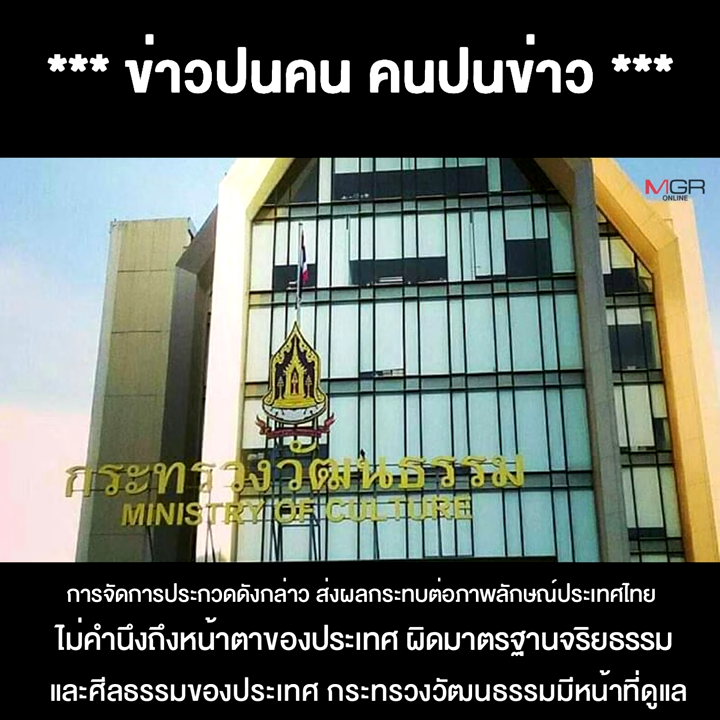 *** ข่าวปนคน คนปนข่าว ***
MGR
ONLINE
กระทรวงวัฒนธรรม
MINISTRY OF CULTURE
การจัดการประกวดดังกล่าว ส่งผลกระทบต่อภาพลักษณ์ประเทศไทย
ไม่คำนึงถึงหน้าตาของประเทศ ผิดมาตรฐานจริยธรรม
และศีลธรรมของประเทศ กระทรวงวัฒนธรรมมีหน้าที่ดูแล